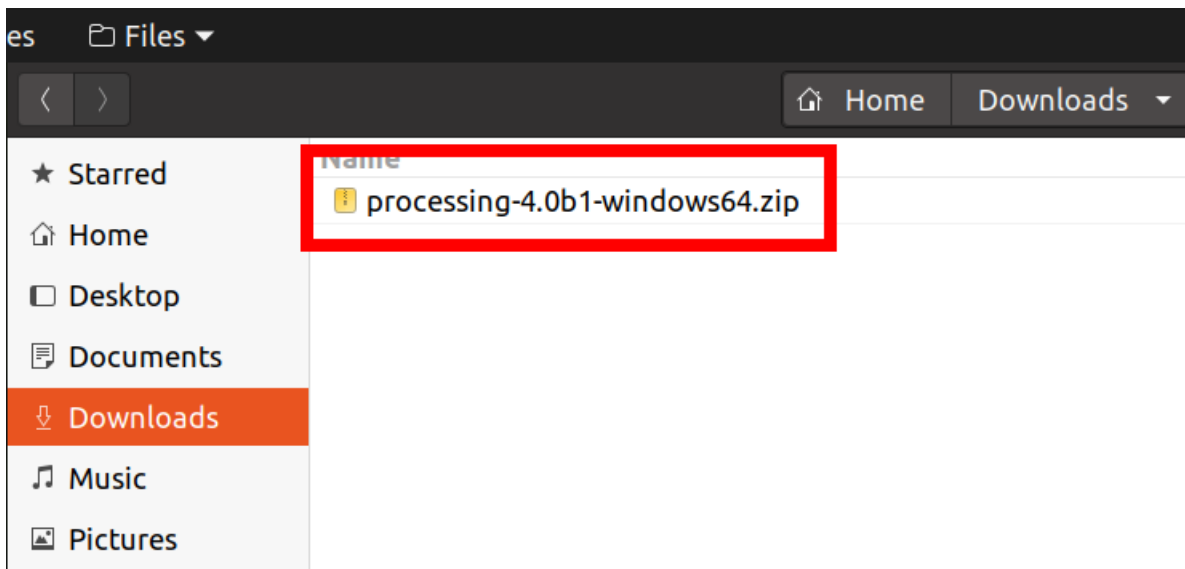 es Files
Home Downloads
Starred
Name
processing-4.0b1-windows64.zip
Home
Desktop
Documents
Downloads
Music
Pictures